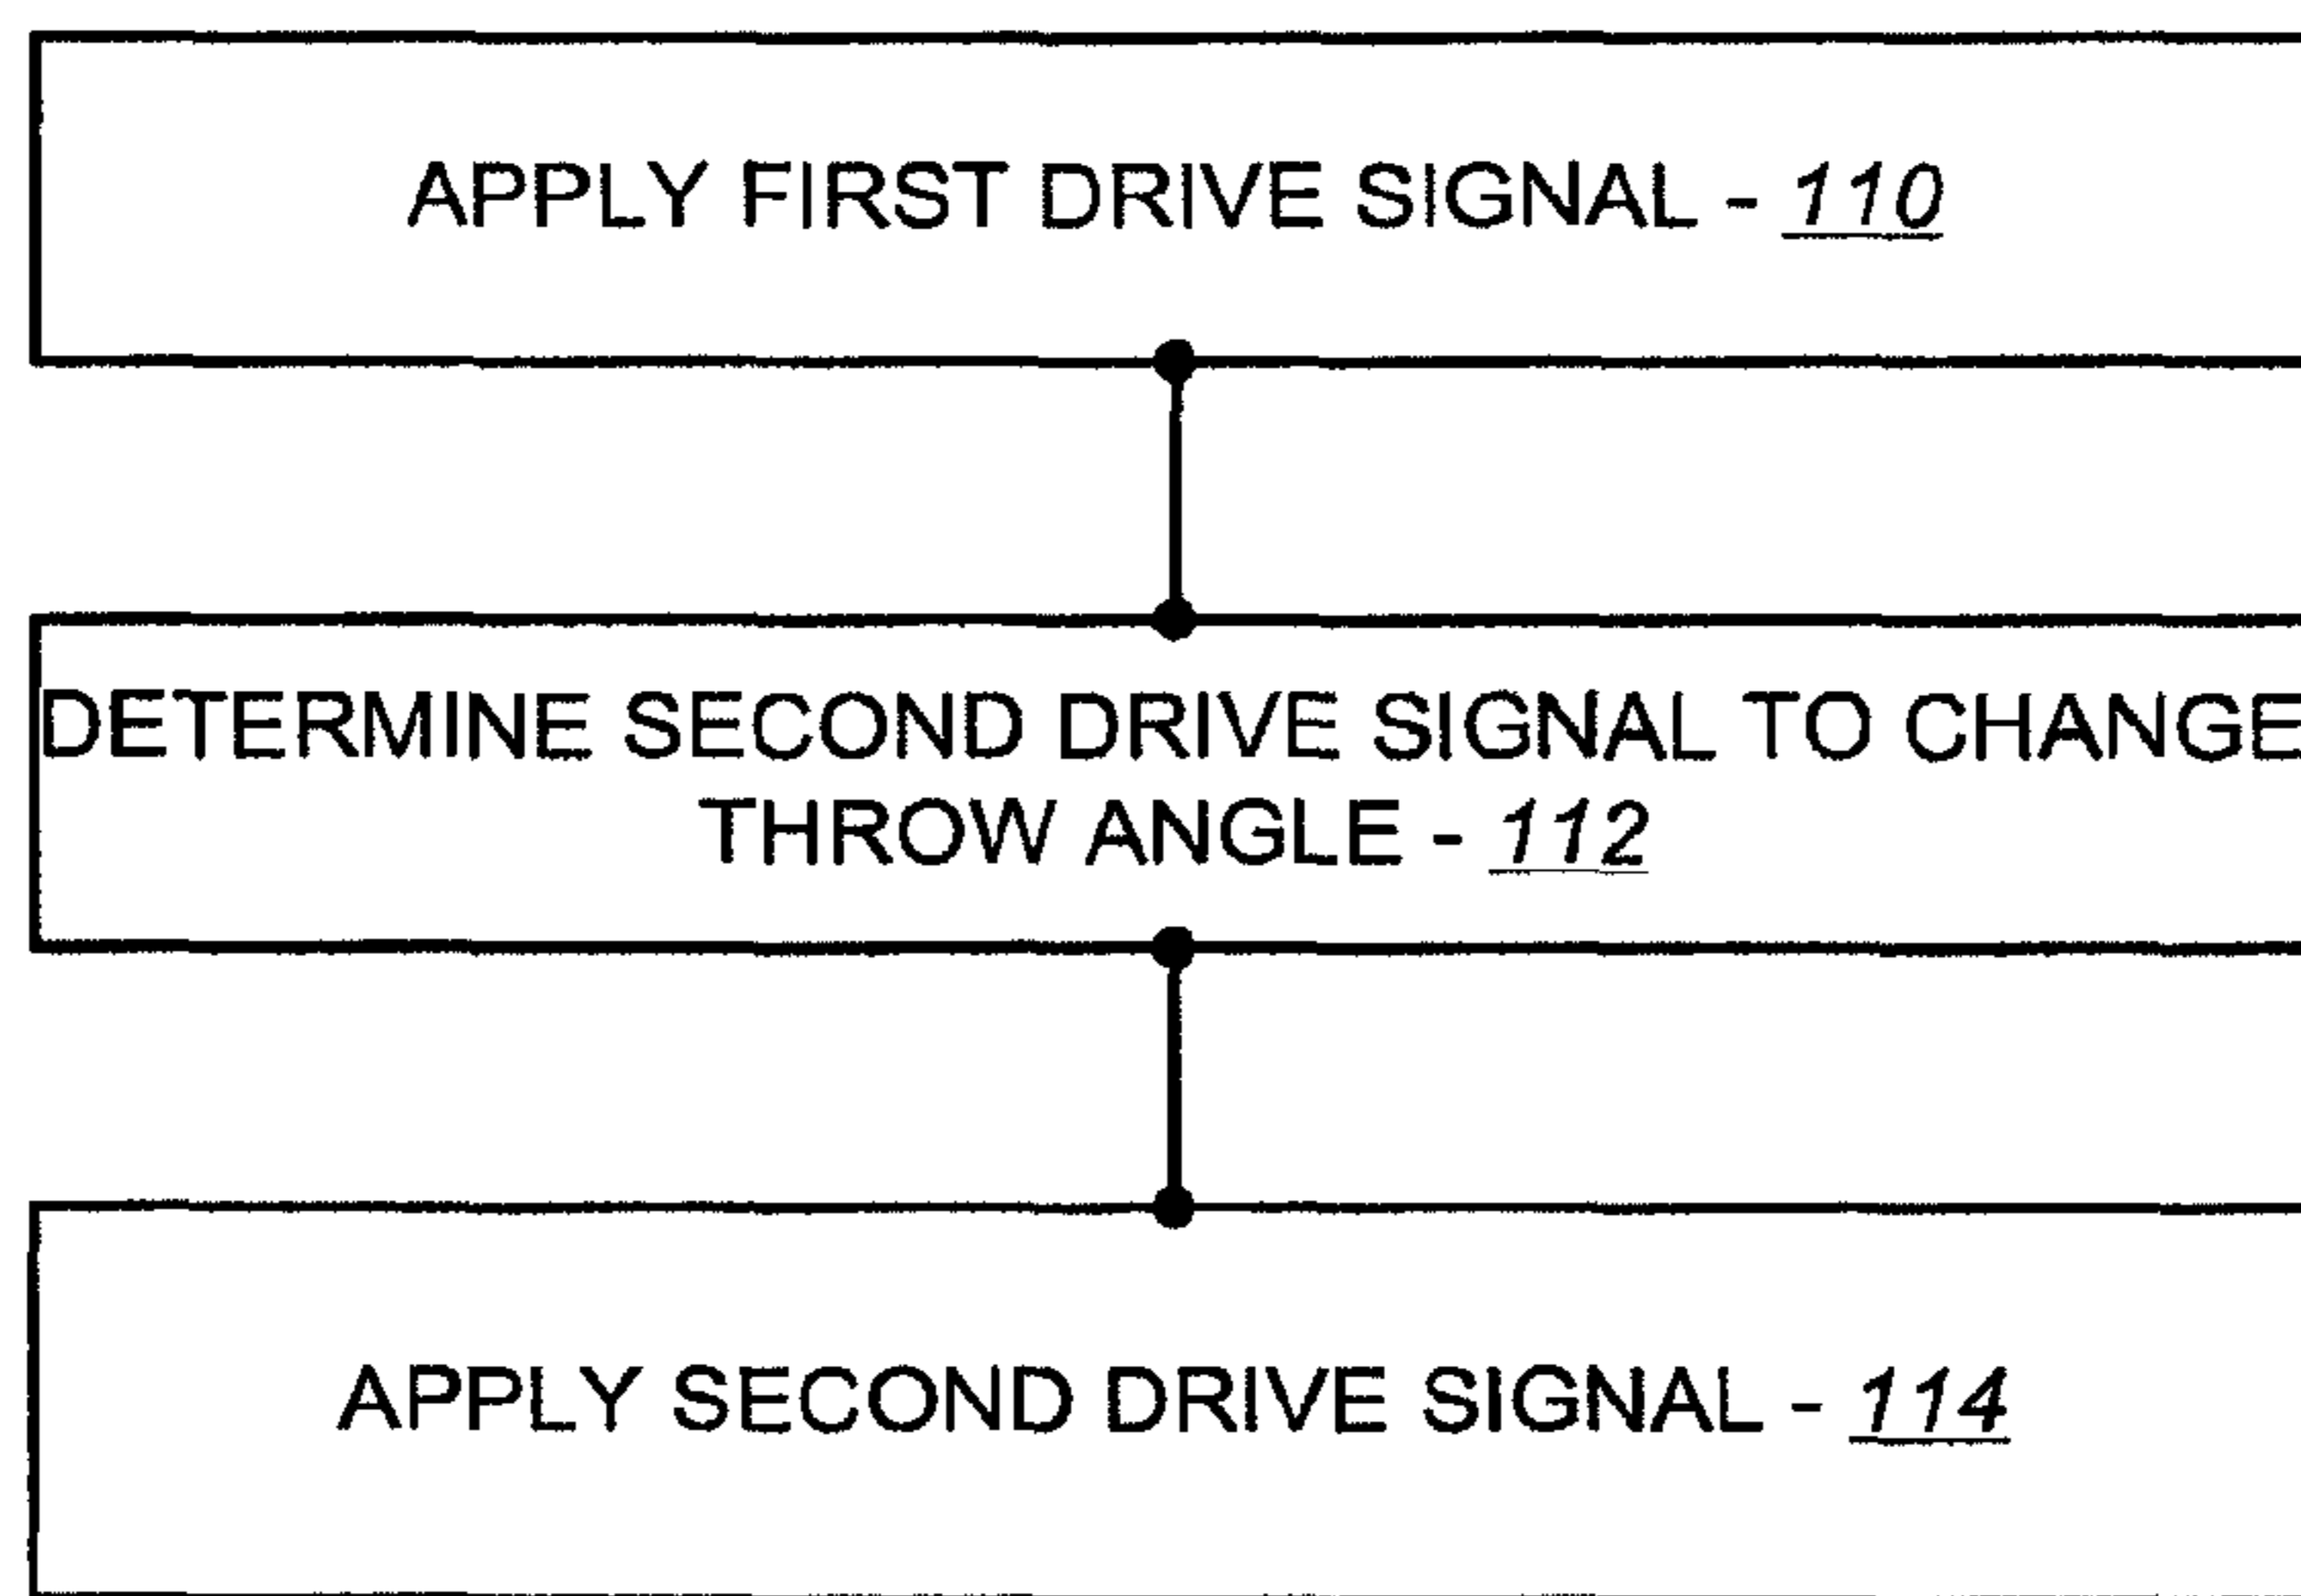 APPLY FIRST DRIVE SIGNAL - 110
DETERMINE SECOND DRIVE SIGNAL TO CHANGE
THROW ANGLE - 112
APPLY SECOND DRIVE SIGNAL - 114